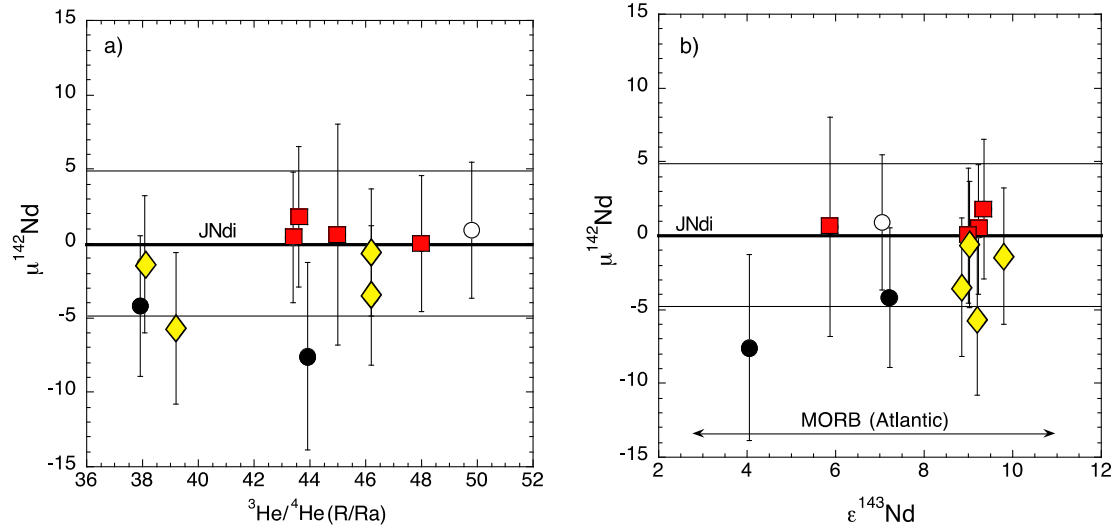 a)
15
10
5
0
-5
-10
-15
μ¹⁴²Nd
JNdi
36 38 40 42 44 46 48 50 52
³He/⁴He (R/Ra)
b)
15
10
5
0
-5
-10
-15
μ¹⁴²Nd
JNdi
MORB (Atlantic)
2 4 6 8 10 12
ε¹⁴³Nd